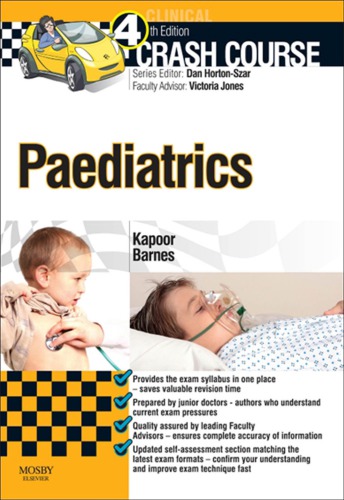 CLINICAL
4th Edition
CRASH COURSE
Series Editor: Dan Horton-Szar
Faculty Advisor: Victoria Jones
Paediatrics
Kapoor
Barnes
Provides the exam syllabus in one place
– saves valuable revision time
Prepared by junior doctors - authors who understand
current exam pressures
Quality assured by leading Faculty
Advisors – ensures complete accuracy of information
Updated self-assessment section matching the
latest exam formats – confirm your understanding
and improve exam technique fast
MOSBY
ELSEVIER